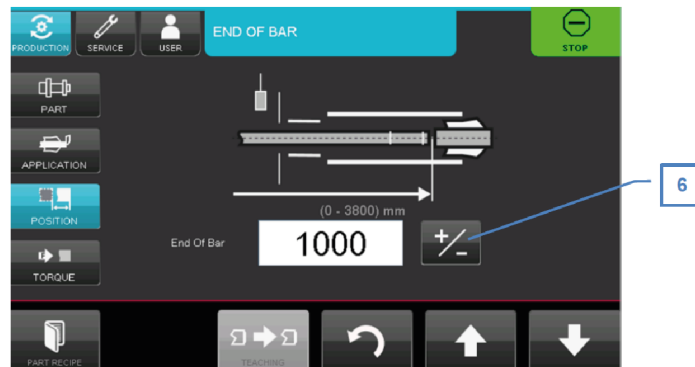 PRODUCTION
SERVICE
USER
END OF BAR
STOP
PART
APPLICATION
POSITION
TORQUE
(0 - 3800) mm
End Of Bar
1000
+/-
6
PART RECIPE
TEACHING